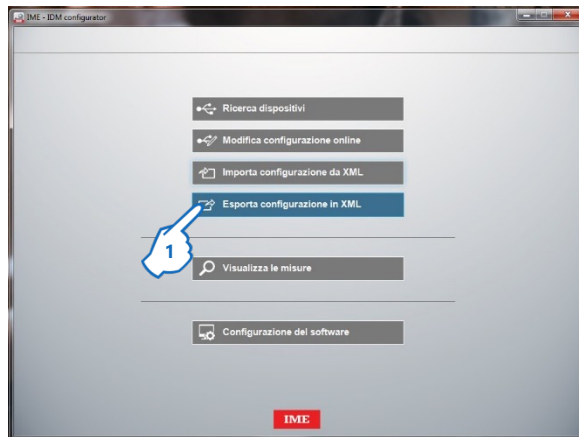 IME - IDM configurator
Ricerca dispositivi
Modifica configurazione online
Importa configurazione da XML
Esporta configurazione in XML
1
Visualizza le misure
Configurazione del software
IME